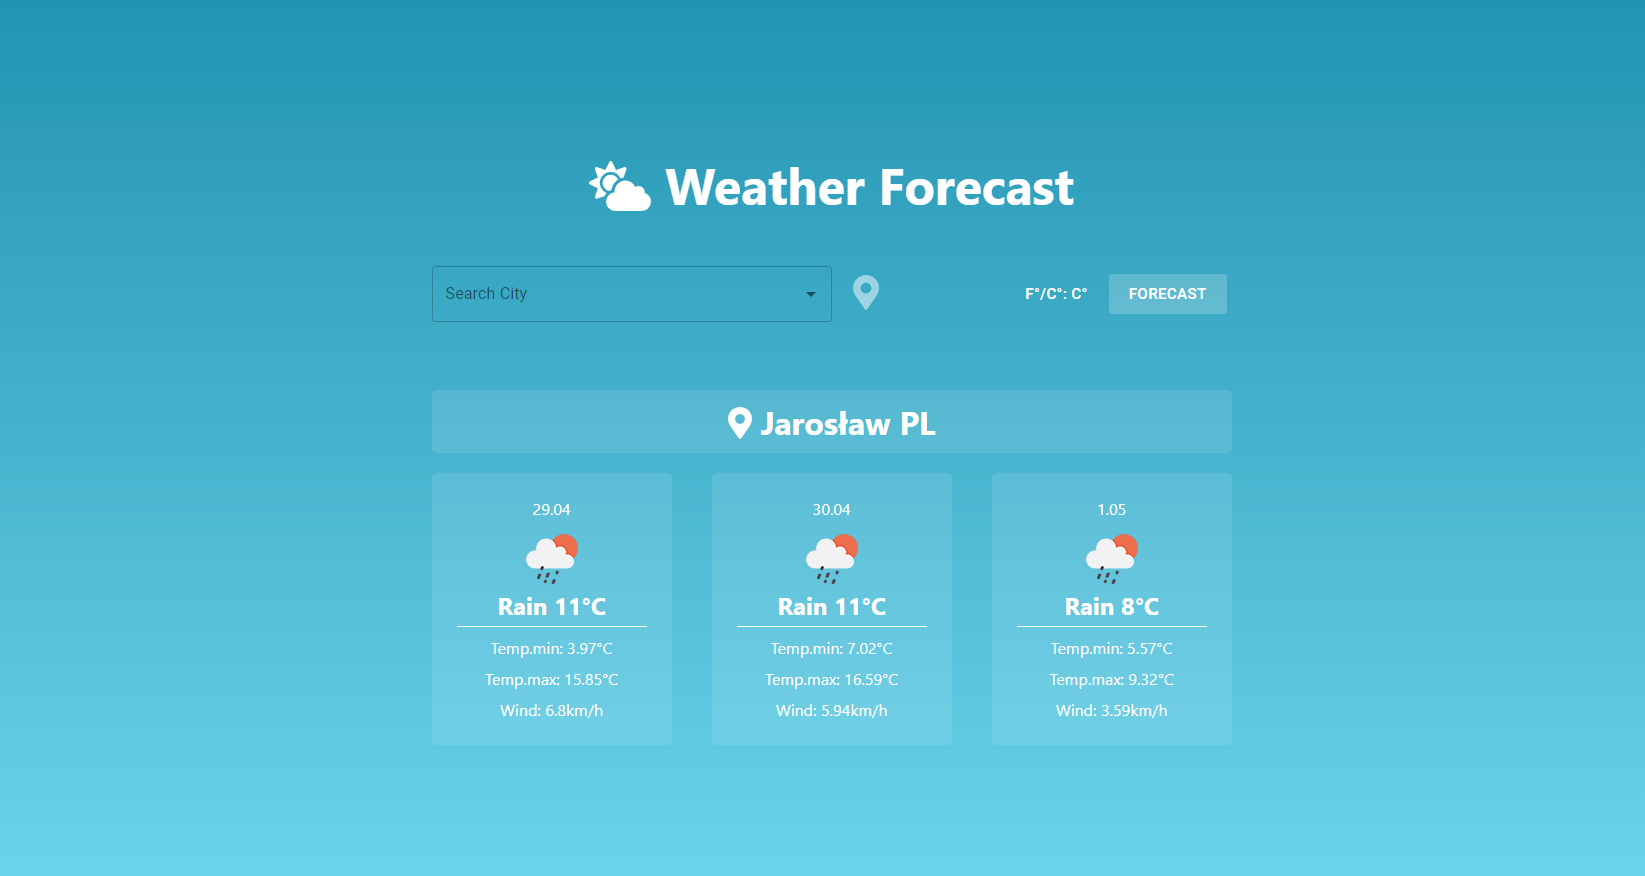 Weather Forecast
Search City
F°/C°: C°
FORECAST
Jarosław PL
29.04
Rain 11°C
Temp.min: 3.97°C
Temp.max: 15.85°C
Wind: 6.8km/h
30.04
Rain 11°C
Temp.min: 7.02°C
Temp.max: 16.59°C
Wind: 5.94km/h
1.05
Rain 8°C
Temp.min: 5.57°C
Temp.max: 9.32°C
Wind: 3.59km/h